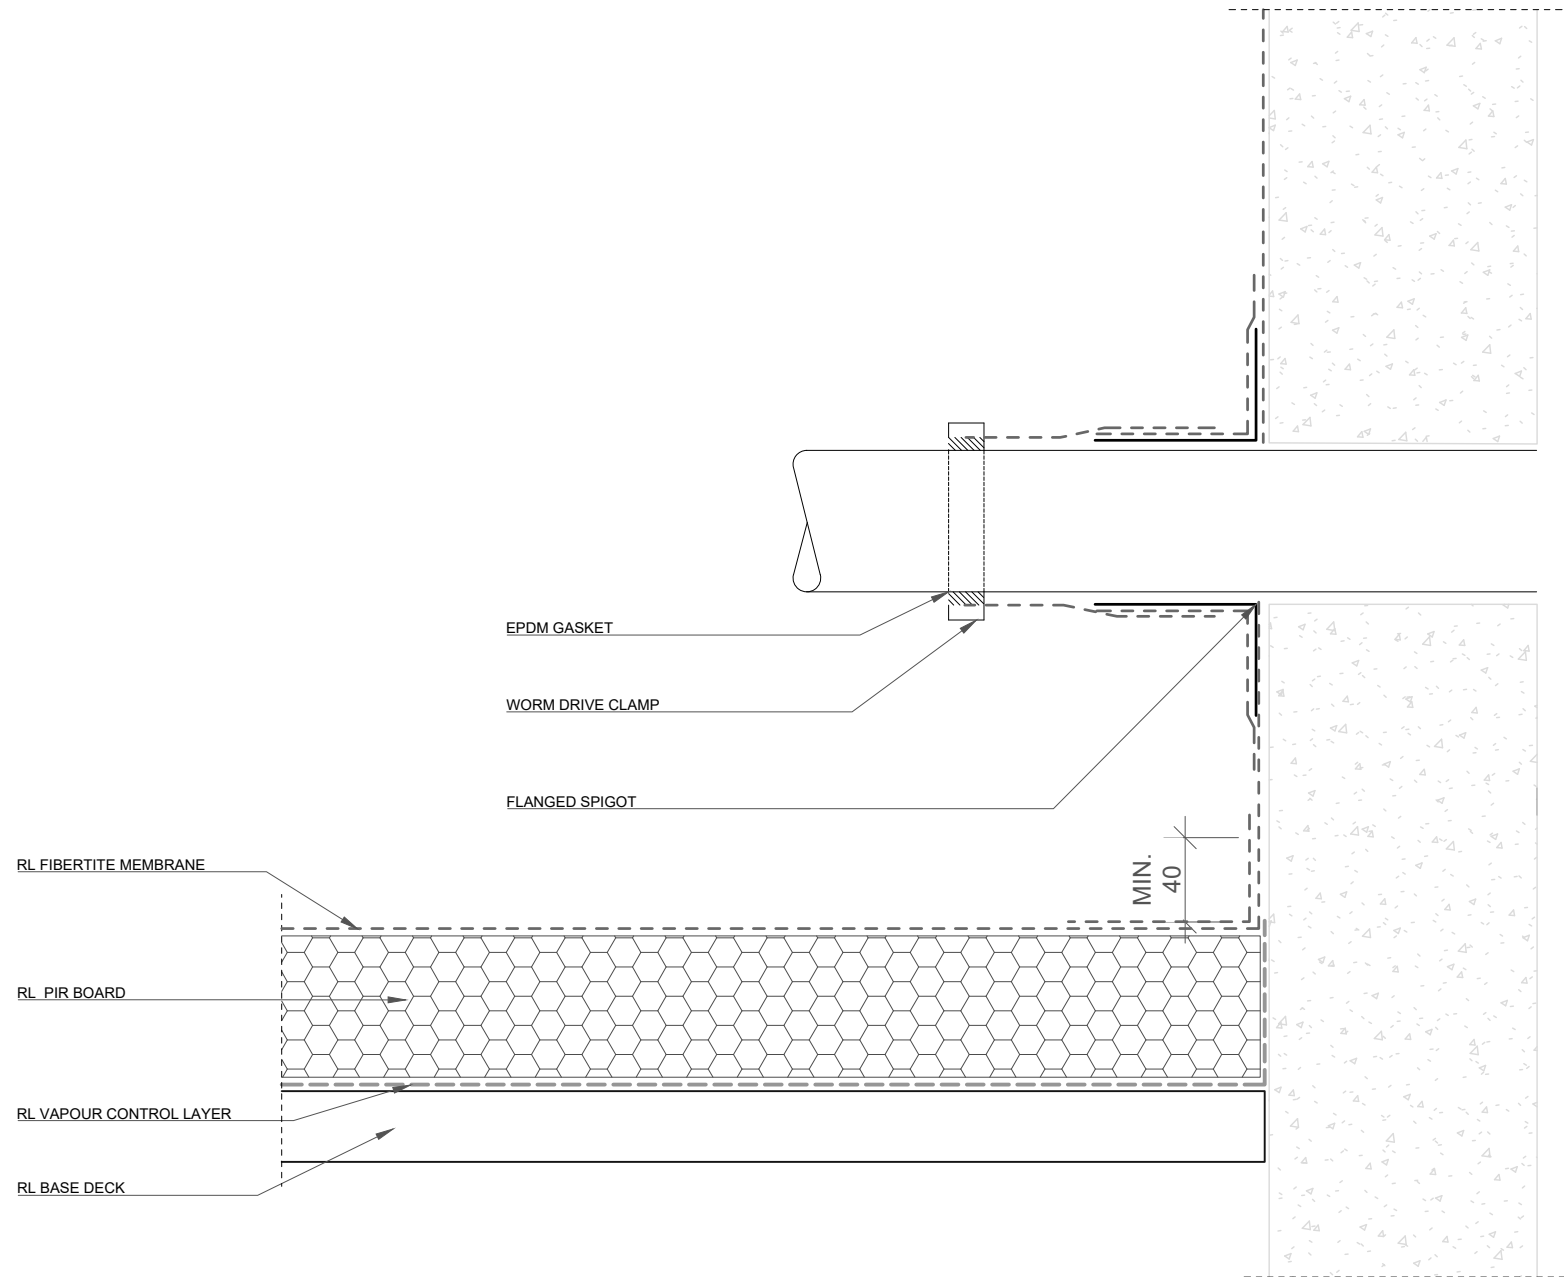 EPDM GASKET
WORM DRIVE CLAMP
FLANGED SPIGOT
MIN.
40
RL FIBERTITE MEMBRANE
RL  PIR BOARD
RL VAPOUR CONTROL LAYER
RL BASE DECK